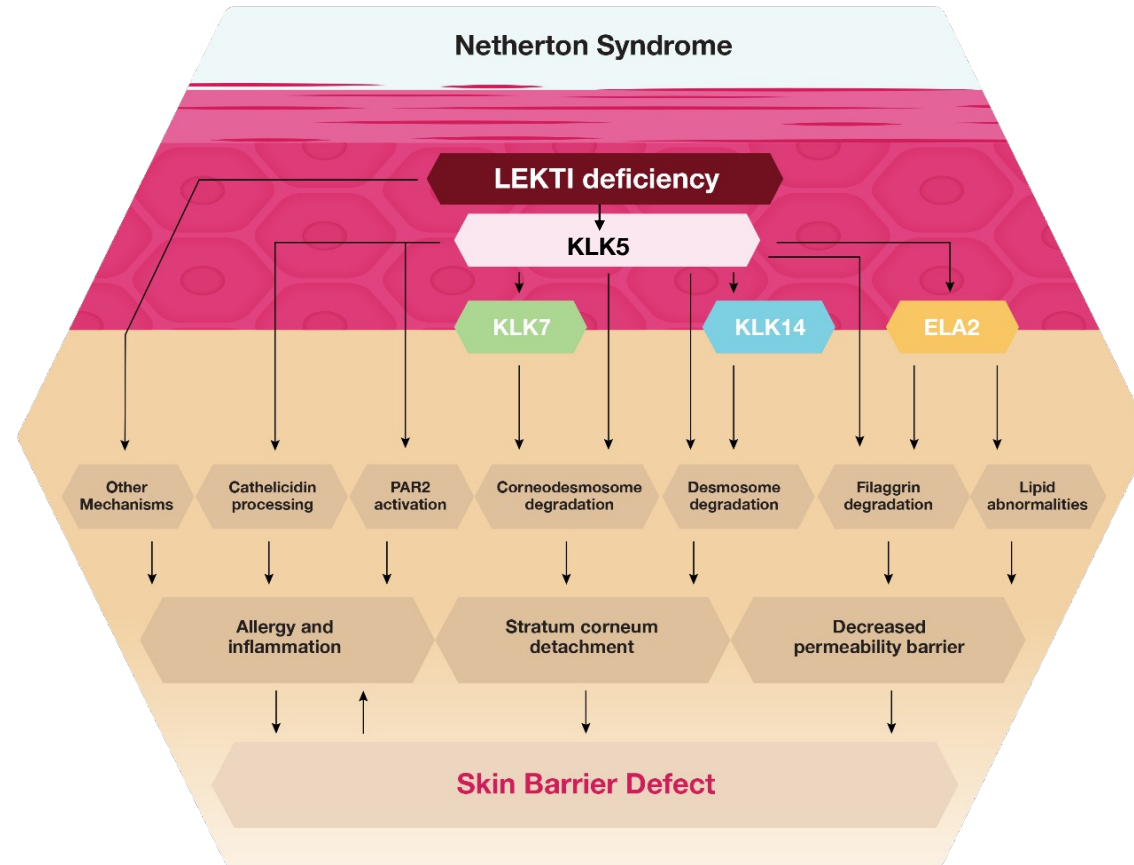 Netherton Syndrome
LEKTI deficiency
KLK5
KLK7
KLK14
ELA2
Other
Mechanisms
Cathelicidin
processing
PAR2
activation
Corneodesmosome
degradation
Desmosome
degradation
Filaggrin
degradation
Lipid
abnormalities
Allergy and
inflammation
Stratum corneum
detachment
Decreased
permeability barrier
Skin Barrier Defect